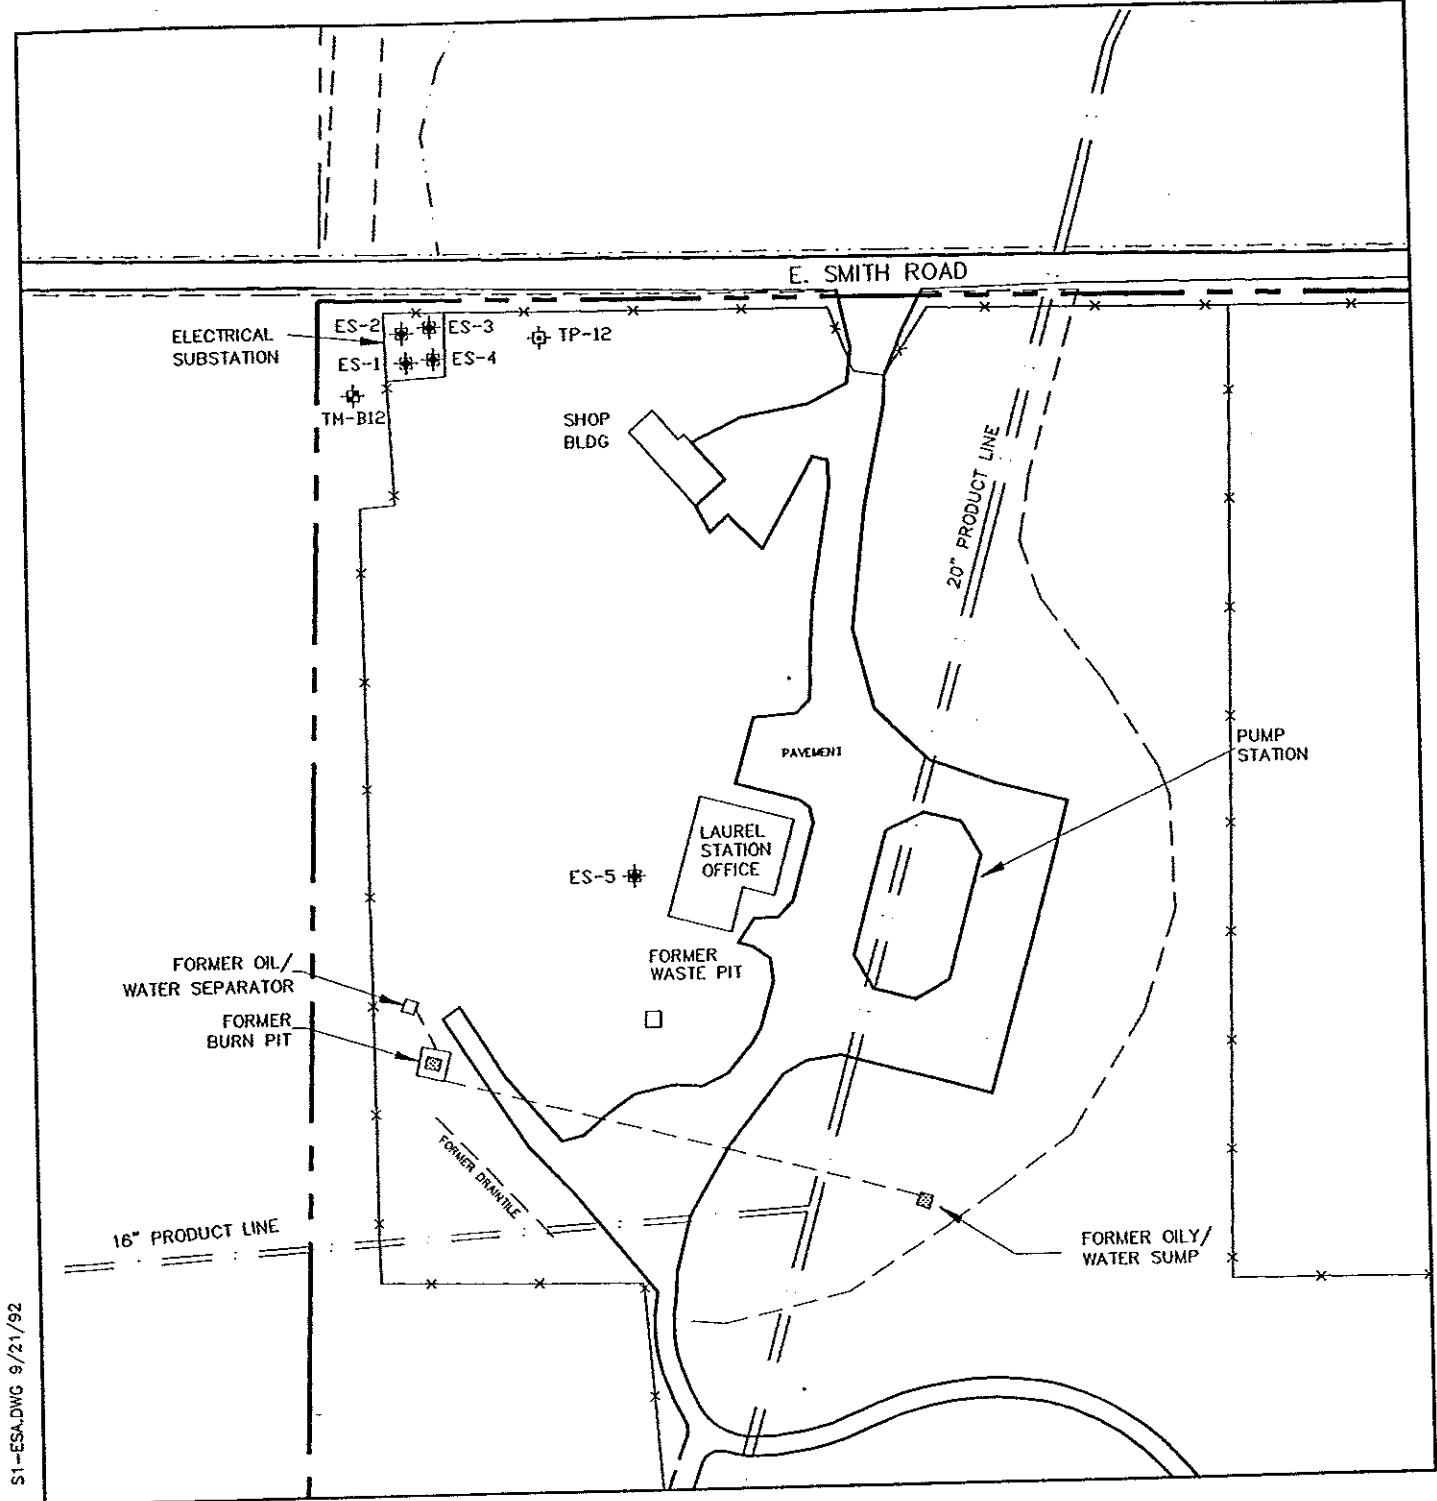 E. SMITH ROAD
ELECTRICAL
SUBSTATION
ES-2
ES-3
ES-1
ES-4
TP-12
TM-B12
SHOP
BLDG
20" PRODUCT LINE
PAVEMENT
PUMP
STATION
LAUREL
STATION
OFFICE
ES-5
FORMER
WASTE PIT
FORMER OIL/
WATER SEPARATOR
FORMER
BURN PIT
FORMER DRAINTILE
16" PRODUCT LINE
FORMER OILY/
WATER SUMP
S1-ESA.DWG 9/21/92